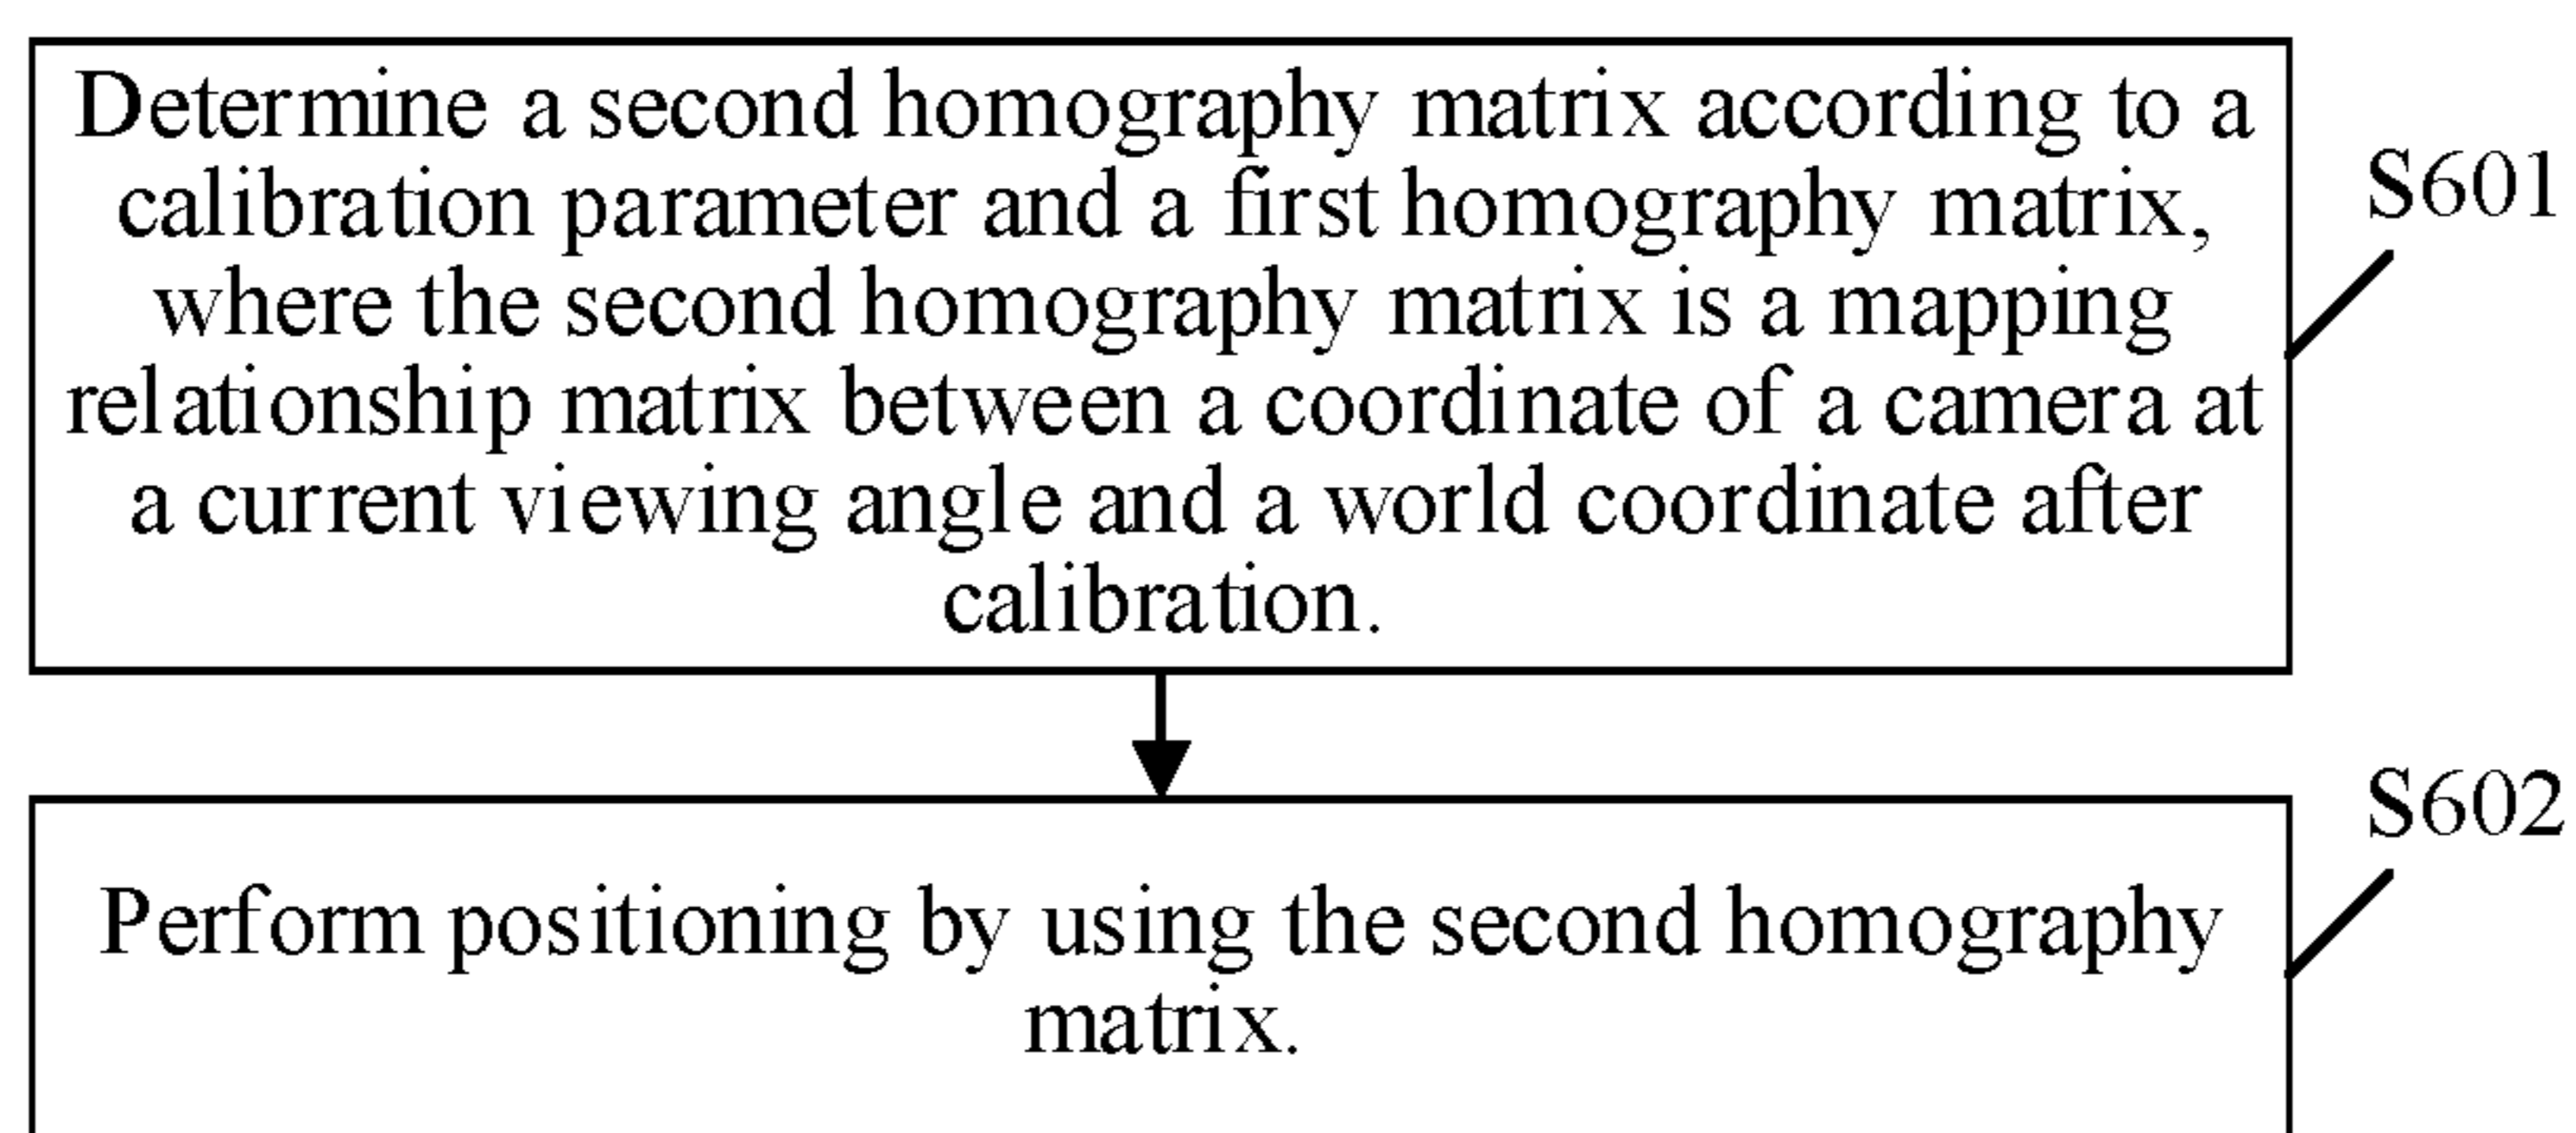 Determine a second homography matrix according to a
calibration parameter and a first homography matrix,
where the second homography matrix is a mapping
relationship matrix between a coordinate of a camera at
a current viewing angle and a world coordinate after
calibration.
S601
Perform positioning by using the second homography
matrix.
S602